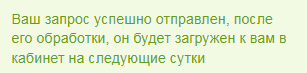 Ваш запрос успешно отправлен, после
его обработки, он будет загружен к вам в
кабинет на следующие сутки